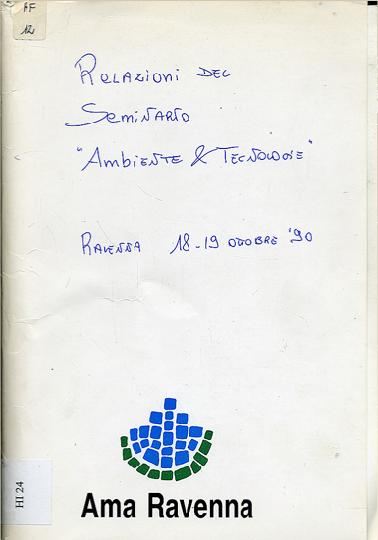 AF
12
Relazioni del
Seminario
"Ambiente & Tecnologie"
Ravenna 18-19 ottobre '90
HI 24
Ama Ravenna